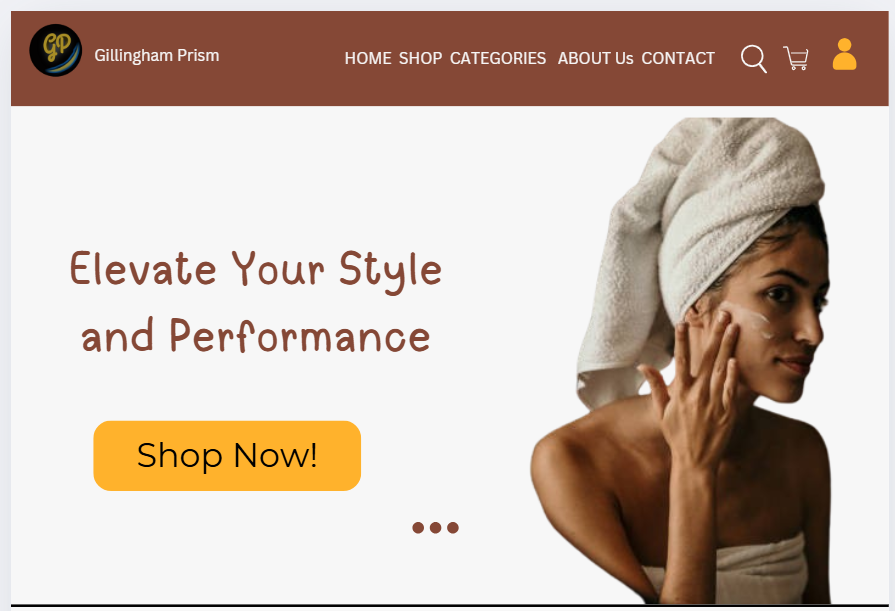 GP
Gillingham Prism
HOME SHOP CATEGORIES ABOUT Us CONTACT
Elevate Your Style
and Performance
Shop Now!